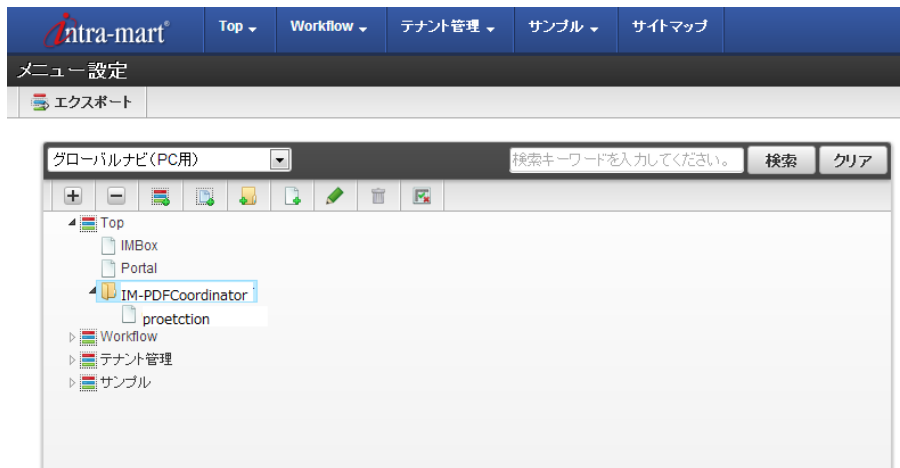 intra-mart Top Workflow テナント管理 サンプル サイトマップ
メニュー設定
エクスポート
グローバルナビ(PC用) 検索キーワードを入力してください。 検索 クリア
Top
IMBox
Portal
IM-PDFCoordinator
proetction
Workflow
テナント管理
サンプル